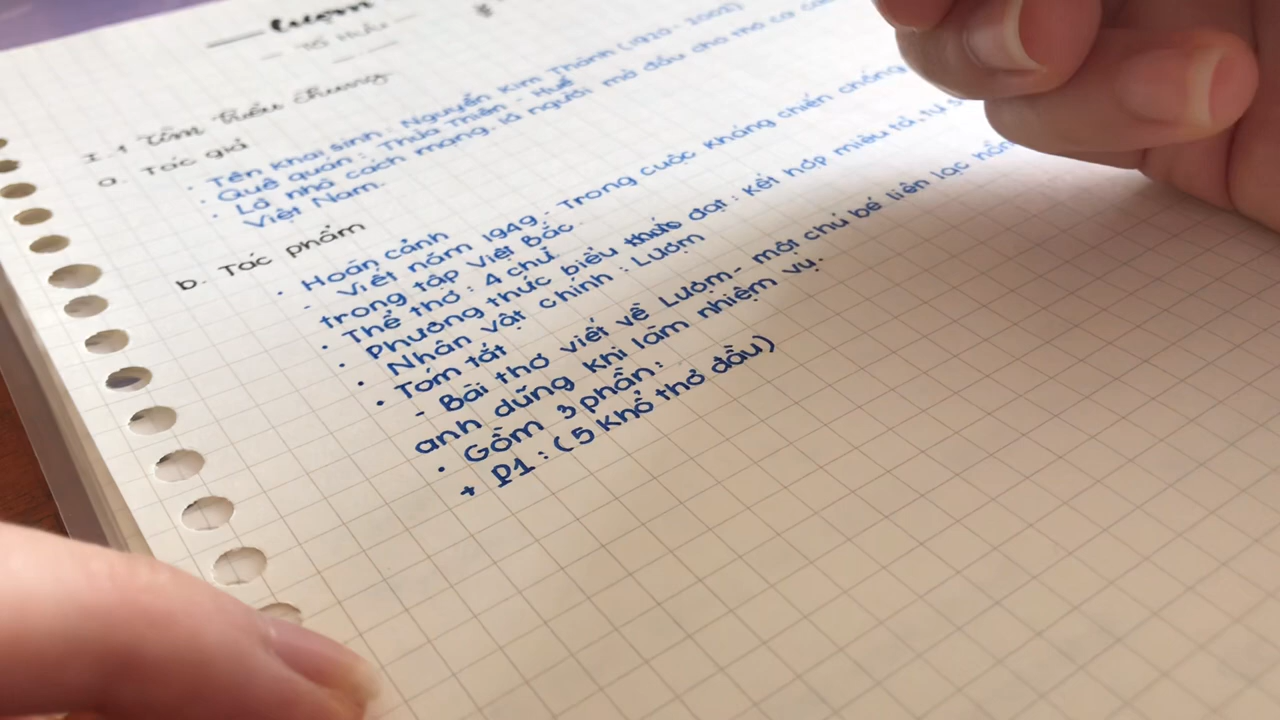 Lượm
Tố Hữu
I. Tìm hiểu chung
a. Tác giả
· Tên khai sinh : Nguyễn Kim Thành (1920 - 2002)
· Quê quán : Thừa Thiên - Huế
· Là nhà cách mạng, là người mở đầu cho thơ ca
Việt Nam.
b. Tác phẩm
· Hoàn cảnh
- Viết năm 1949. Trong cuộc kháng chiến chống
trong tập Việt Bắc.
· Thể thơ : 4 chữ
· Phương thức biểu đạt : kết hợp miêu tả, tự s
· Nhân vật chính : Lượm
· Tóm tắt
- Bài thơ viết về Lượm - một chú bé liên lạc
anh dũng khi làm nhiệm vụ.
· Gồm 3 phần :
+ P1 : ( 5 khổ thơ đầu )